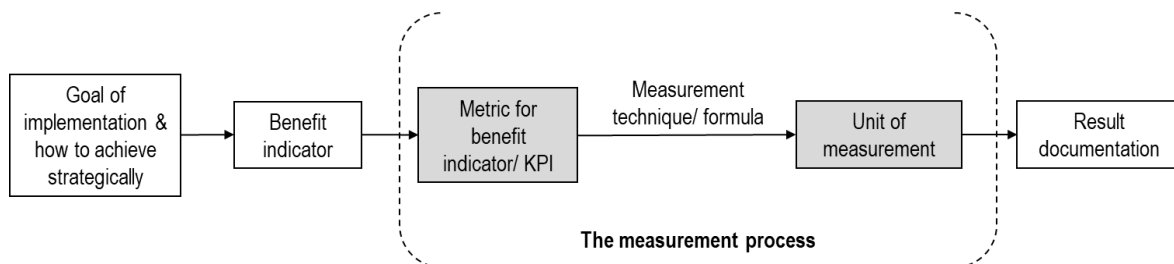 Goal of
implementation &
how to achieve
strategically
Benefit
indicator
Metric for
benefit
indicator/ KPI
Measurement
technique/ formula
Unit of
measurement
Result
documentation
The measurement process